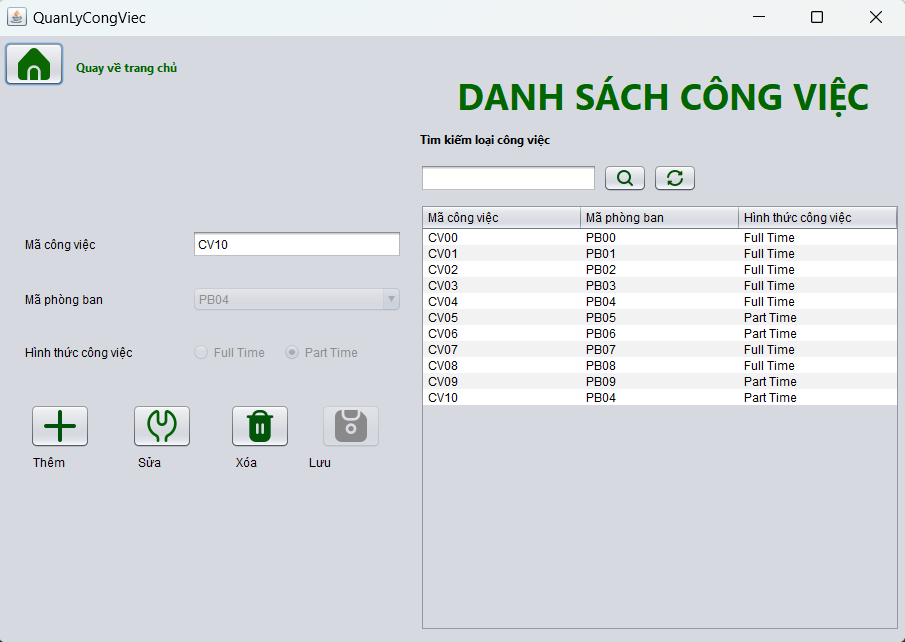 QuanLyCongViec
Quay về trang chủ
DANH SÁCH CÔNG VIỆC
Tìm kiếm loại công việc
Mã công việc CV10
Mã phòng ban PB04
Hình thức công việc Full Time Part Time
Thêm Sửa Xóa Lưu
Mã công việc Mã phòng ban Hình thức công việc
CV00 PB00 Full Time
CV01 PB01 Full Time
CV02 PB02 Full Time
CV03 PB03 Full Time
CV04 PB04 Full Time
CV05 PB05 Part Time
CV06 PB06 Part Time
CV07 PB07 Full Time
CV08 PB08 Full Time
CV09 PB09 Part Time
CV10 PB04 Part Time